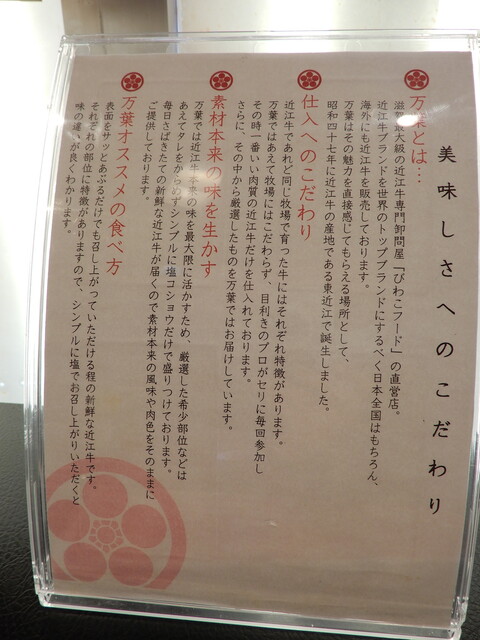 美味しさへのこだわり
万葉とは…
滋賀最大級の近江牛専門卸問屋「びわこフード」の直営店。
近江牛ブランドを世界のトップブランドにするべく日本全国はもちろん、
海外にも近江牛を販売しております。
万葉はその魅力を直接感じてもらえる場所として、
昭和四十七年に近江牛の産地である東近江で誕生しました。
仕入へのこだわり
近江牛であれど同じ牧場で育った牛にはそれぞれ特徴があります。
万葉ではあえて牧場にはこだわらず、目利きのプロがセリに毎回参加し
その時一番いい肉質の近江牛だけを仕入れております。
さらに、その中から厳選したものを万葉ではお届けしています。
素材本来の味を生かす
万葉では近江牛本来の味を最大限に活かすため、厳選した希少部位などは
あえてタレをからめずシンプルに塩コショウだけで盛りつけております。
毎日さばきたての新鮮な近江牛が届くので素材本来の風味や肉色をそのままに
ご提供しております。
万葉オススメの食べ方
表面をサッとあぶるだけでも召し上がっていただける程の新鮮な近江牛です。
それぞれの部位に特徴がありますので、シンプルに塩でお召し上がりいただくと
味の違いが良くわかります。